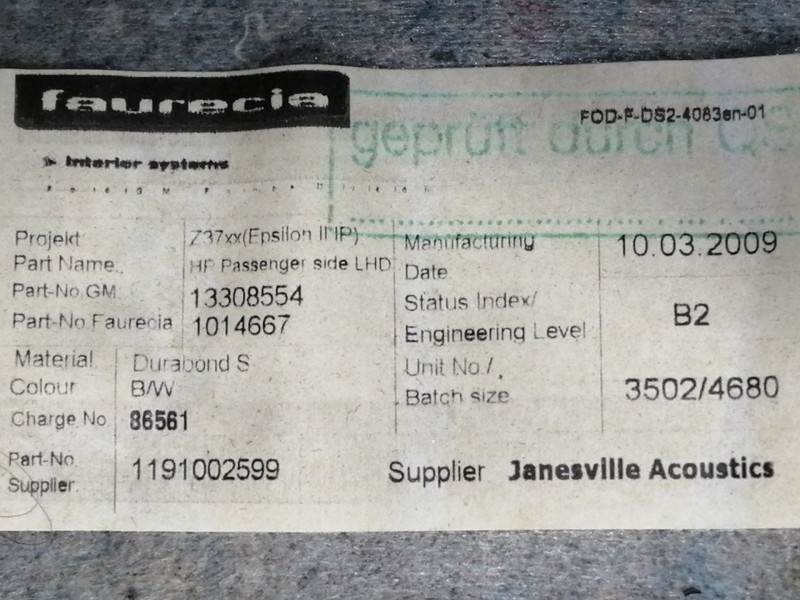 faurecia
FOD-F-DS2-4083en-01
geprüft durch QS
Interior systems
Projekt Z37xx(Epsilon II IP)
Part Name. HP Passenger side LHD
Part-No GM 13308554
Part-No Faurecia 1014667
Material Durabond S
Colour B/W
Charge No 86561
Part-No
Supplier. 1191002599
Manufacturing
Date 10.03.2009
Status Index/
Engineering Level B2
Unit No./
Batch size 3502/4680
Supplier Janesville Acoustics